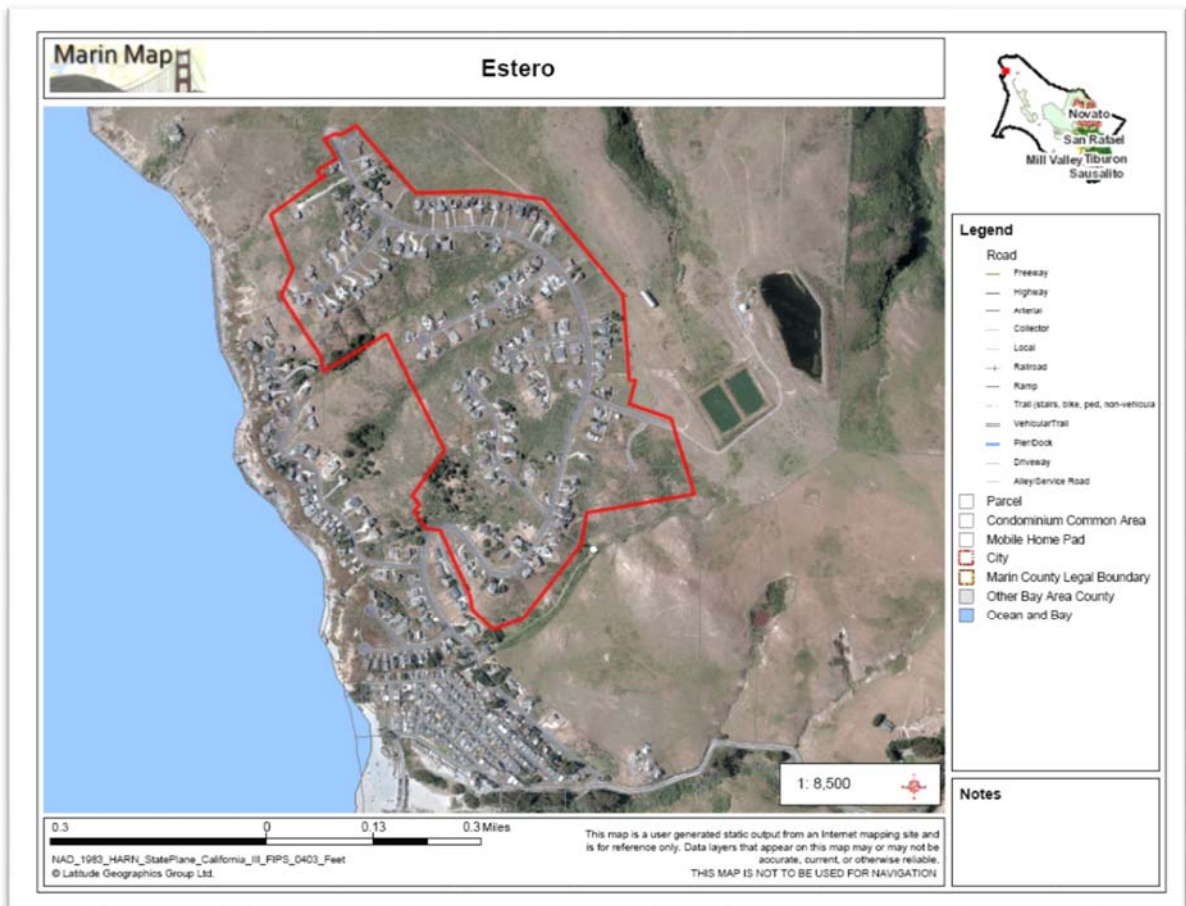 Marin Map
Estero
Novato
San Rafael
Mill Valley Tiburon
Sausalito
Legend
Road
Freeway
Highway
Arterial
Collector
Local
Railroad
Ramp
Trail (stairs, bike, ped, non-vehicula
VehicularTrail
Pier/Dock
Driveway
Alley/Service Road
Parcel
Condominium Common Area
Mobile Home Pad
City
Marin County Legal Boundary
Other Bay Area County
Ocean and Bay
1: 8,500
Notes
0.3 0 0.13 0.3 Miles
NAD_1983_HARN_StatePlane_California_III_FIPS_0403_Feet
© Latitude Geographics Group Ltd.
This map is a user generated static output from an Internet mapping site and
is for reference only. Data layers that appear on this map may or may not be
accurate, current, or otherwise reliable.
THIS MAP IS NOT TO BE USED FOR NAVIGATION